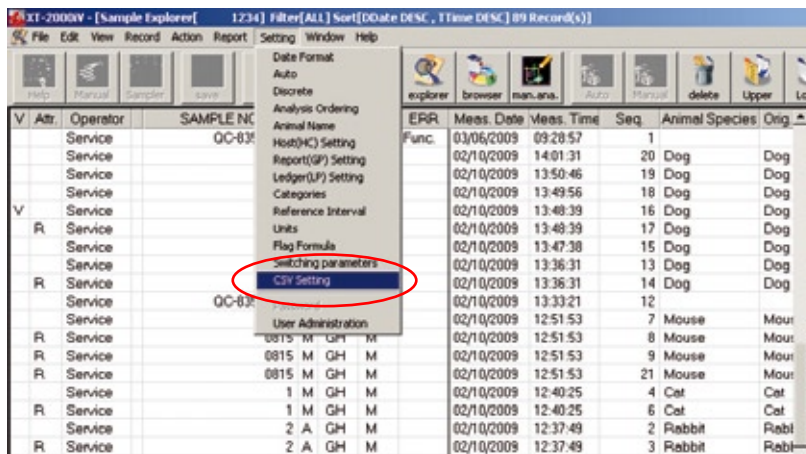 XT-2000iV - [Sample Explorer[ 1234] Filter[ALL] Sort[DDate DESC , TTime DESC] 89 Record(s)]
File Edit View Record Action Report Setting Window Help
Help Manual Sampler save explorer browser man.ana. Auto Manual delete Upper
Date Format
Auto
Discrete
Analysis Ordering
Animal Name
Host(HC) Setting
Report(GP) Setting
Ledger(LP) Setting
Categories
Reference Interval
Units
Flag Formula
Switching parameters
CSV Setting
Password
User Administration
V Attr. Operator SAMPLE NO ERR Meas. Date Meas. Time Seq. Animal Species Orig.
Service QC-835 Func. 03/06/2009 09:28:57 1
Service 02/10/2009 14:01:31 20 Dog Dog
Service 02/10/2009 13:50:46 19 Dog Dog
Service 02/10/2009 13:49:56 18 Dog Dog
V Service 02/10/2009 13:48:39 16 Dog Dog
R Service 02/10/2009 13:48:39 17 Dog Dog
Service 02/10/2009 13:47:38 15 Dog Dog
Service 02/10/2009 13:36:31 13 Dog Dog
R Service 02/10/2009 13:36:31 14 Dog Dog
Service QC-835 02/10/2009 13:33:21 12
Service 02/10/2009 12:51:53 7 Mouse Mou
R Service 0815 M GH M 02/10/2009 12:51:53 8 Mouse Mou
R Service 0815 M GH M 02/10/2009 12:51:53 9 Mouse Mou
R Service 0815 M GH M 02/10/2009 12:51:53 21 Mouse Mou
Service 1 M GH M 02/10/2009 12:40:25 4 Cat Cat
R Service 1 M GH M 02/10/2009 12:40:25 6 Cat Cat
Service 2 A GH M 02/10/2009 12:37:49 2 Rabbit Rabb
R Service 2 A GH M 02/10/2009 12:37:49 3 Rabbit Rabb